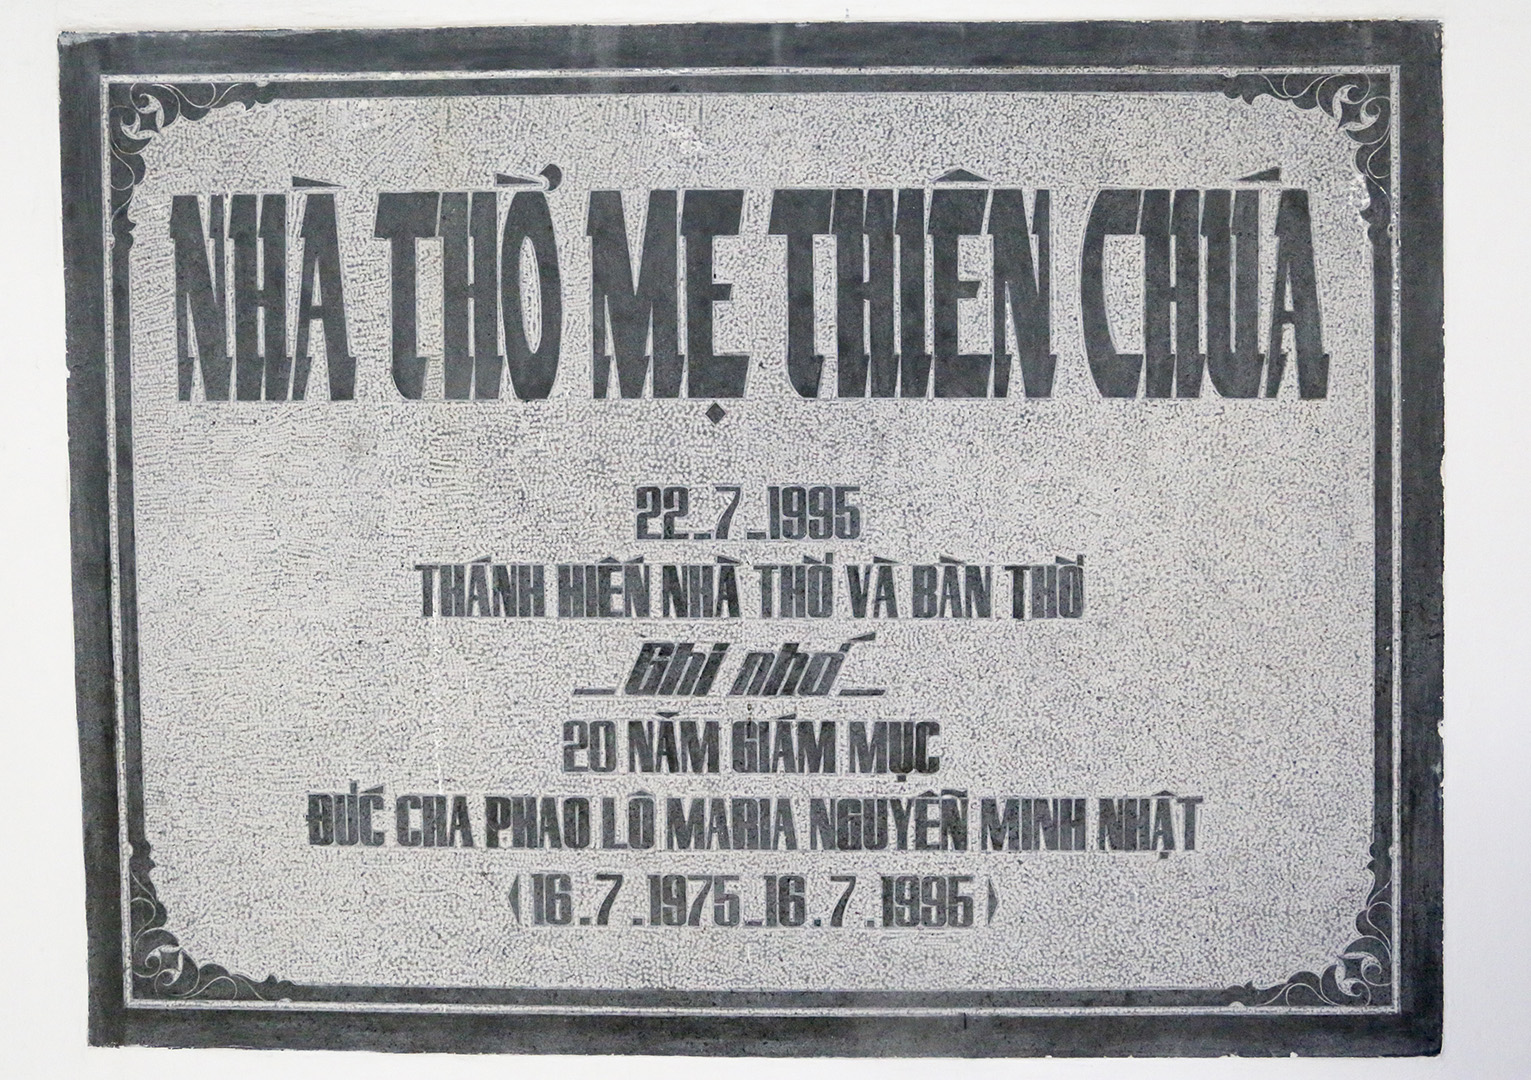 NHÀ THỜ MẸ THIÊN CHÚA
22_7_1995
THÁNH HIẾN NHÀ THỜ VÀ BÀN THỜ
_Ghi nhớ_
20 NĂM GIÁM MỤC
ĐỨC CHA PHAO LÔ MARIA NGUYỄN MINH NHẬT
(16.7.1975_16.7.1995)